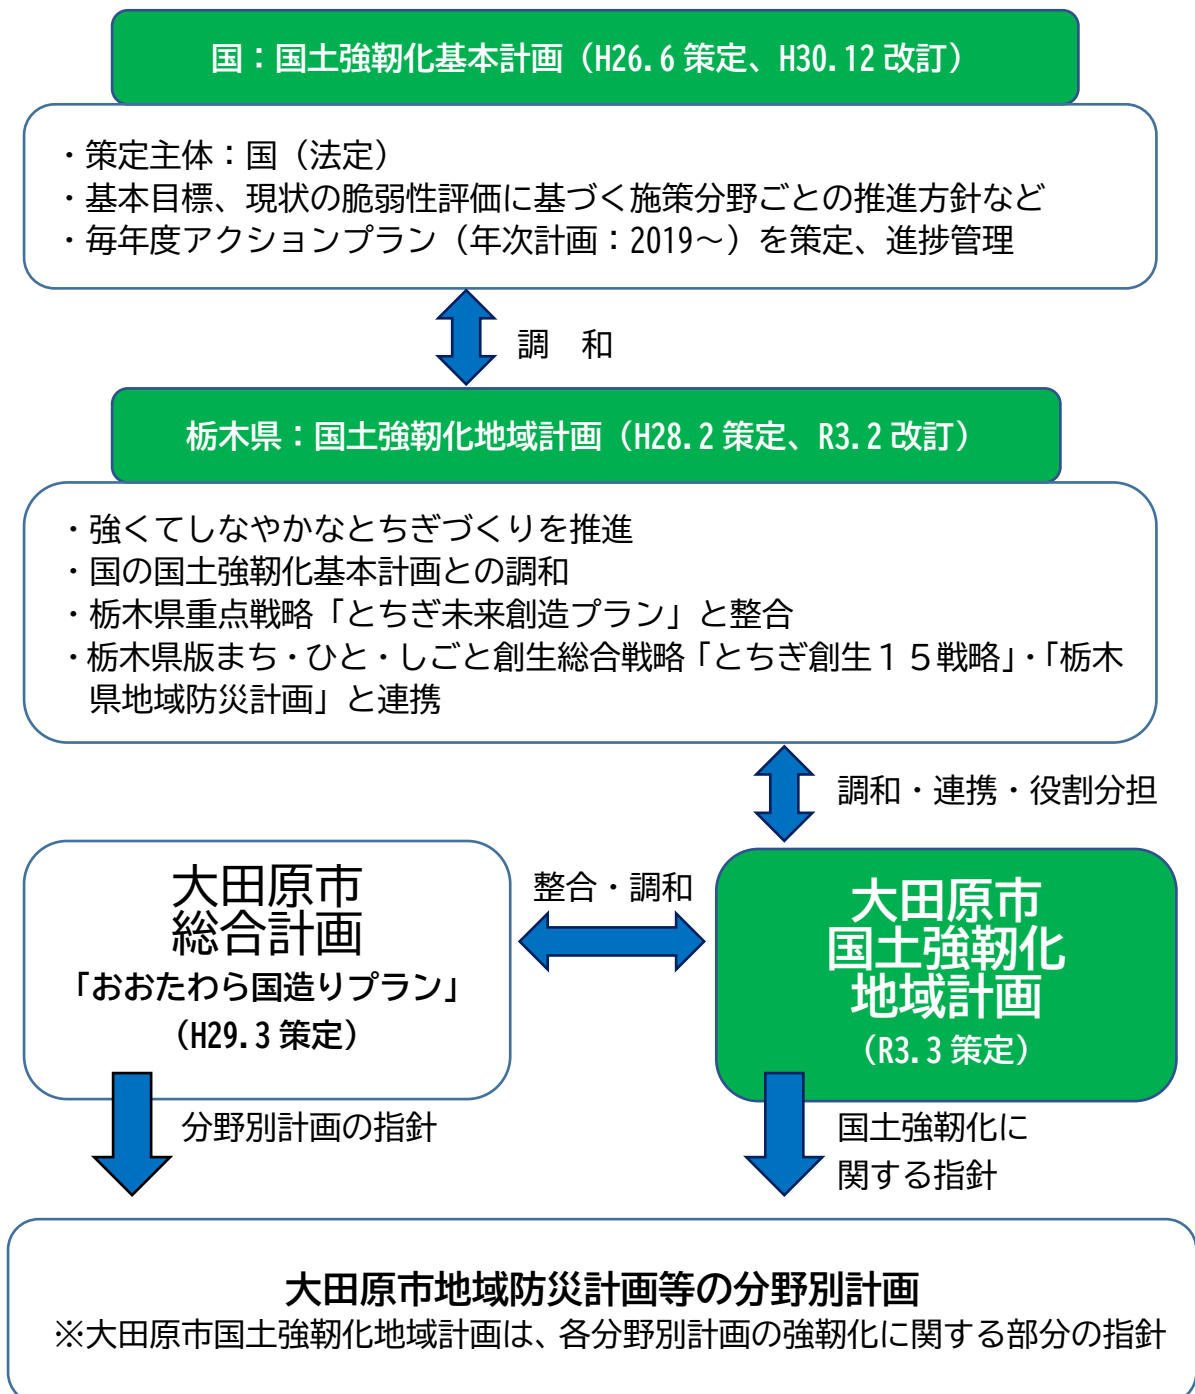 国：国土強靭化基本計画（H26.6 策定、H30.12 改訂）
・策定主体：国（法定）
・基本目標、現状の脆弱性評価に基づく施策分野ごとの推進方針など
・毎年度アクションプラン（年次計画：2019～）を策定、進捗管理
調　和
栃木県：国土強靭化地域計画（H28.2 策定、R3.2 改訂）
・強くてしなやかなとちぎづくりを推進
・国の国土強靭化基本計画との調和
・栃木県重点戦略「とちぎ未来創造プラン」と整合
・栃木県版まち・ひと・しごと創生総合戦略「とちぎ創生１５戦略」・「栃木
県地域防災計画」と連携
調和・連携・役割分担
大田原市
総合計画
「おおたわら国造りプラン」
（H29.3 策定）
整合・調和
大田原市
国土強靭化
地域計画
（R3.3 策定）
分野別計画の指針
国土強靭化に
関する指針
大田原市地域防災計画等の分野別計画
※大田原市国土強靭化地域計画は、各分野別計画の強靭化に関する部分の指針